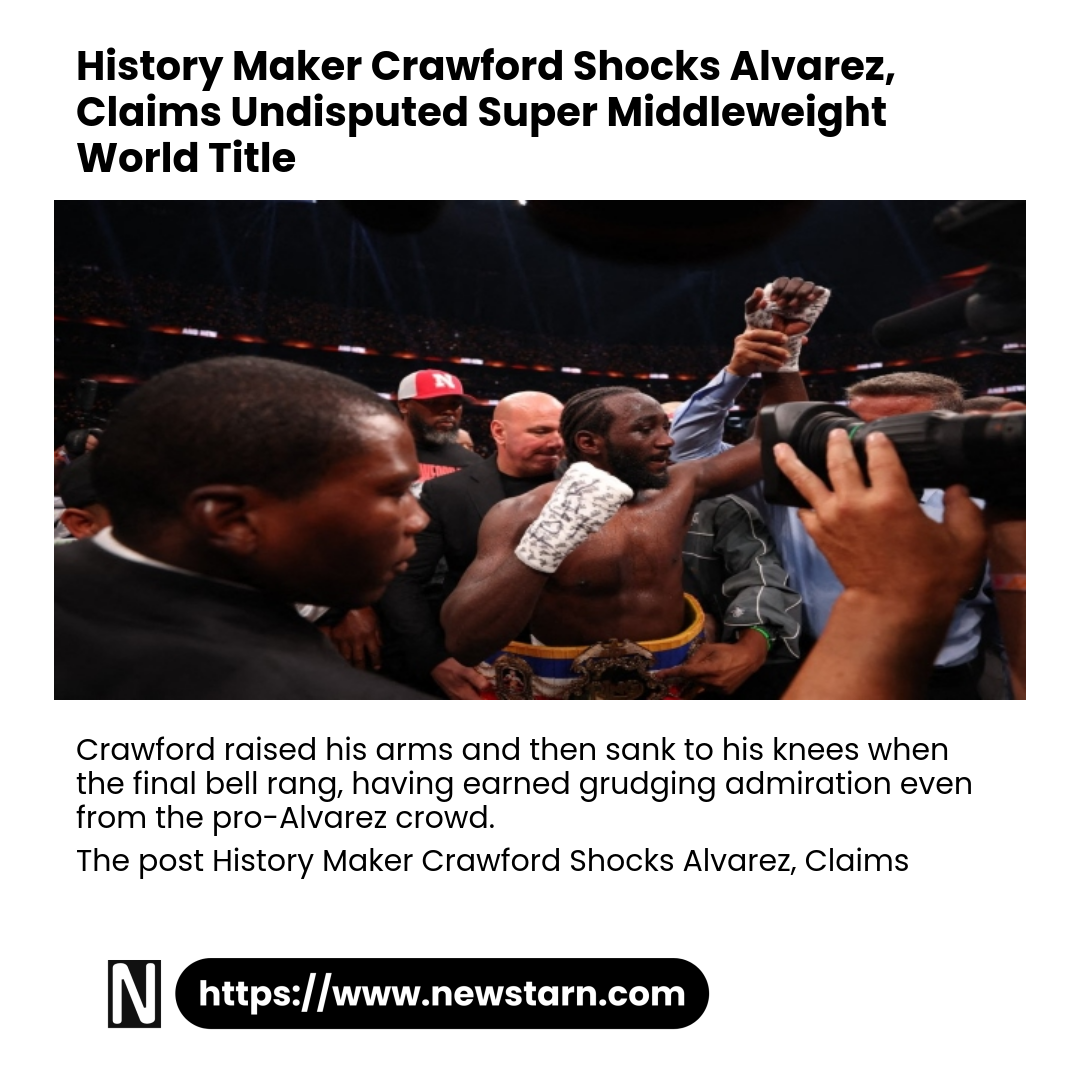 History Maker Crawford Shocks Alvarez,
Claims Undisputed Super Middleweight
World Title
AND NEW
N
Crawford raised his arms and then sank to his knees when
the final bell rang, having earned grudging admiration even
from the pro-Alvarez crowd.
The post History Maker Crawford Shocks Alvarez, Claims
N https://www.newstarn.com